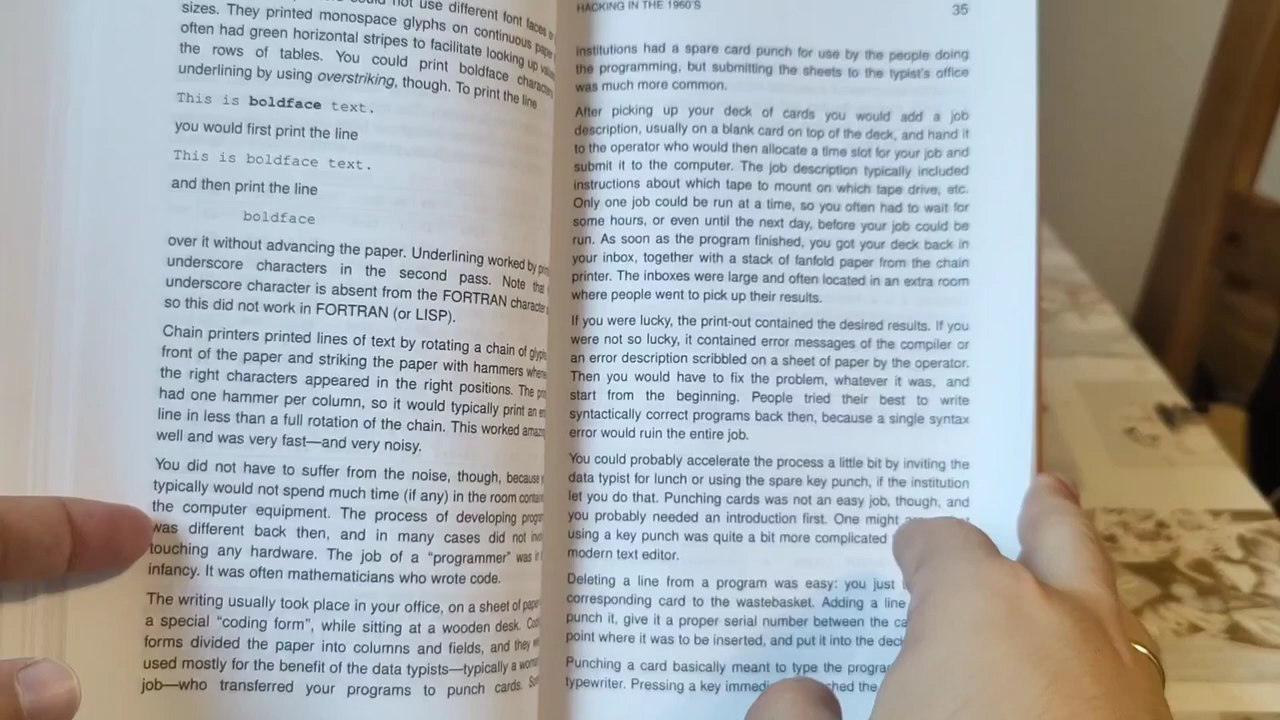 not use different font faces
sizes. They printed monospace glyphs on continuous
often had green horizontal stripes to facilitate looking up
the rows of tables. You could print boldface
underlining by using overstriking, though. To print the line
This is boldface text.
you would first print the line
This is boldface text.
and then print the line
boldface
over it without advancing the paper. Underlining worked by
underscore characters in the second pass. Note
underscore character is absent from the FORTRAN
so this did not work in FORTRAN (or LISP).
Chain printers printed lines of text by rotating a chain of
front of the paper and striking the paper with hammers
the right characters appeared in the right positions. The
had one hammer per column, so it would typically print an
line in less than a full rotation of the chain. This worked
well and was very fast—and very noisy.
You did not have to suffer from the noise, though, because
typically would not spend much time (if any) in the room
the computer equipment. The process of developing
was different back then, and in many cases did not
touching any hardware. The job of a “programmer” was
infancy. It was often mathematicians who wrote code.
The writing usually took place in your office, on a sheet of
a special “coding form”, while sitting at a wooden desk.
forms divided the paper into columns and fields, and they
used mostly for the benefit of the data typists—typically a
job—who transferred your programs to punch cards.
HACKING IN THE 1960'S 35
institutions had a spare card punch for use by the people doing
the programming, but submitting the sheets to the typist's office
was much more common.
After picking up your deck of cards you would add a job
description, usually on a blank card on top of the deck, and hand it
to the operator who would then allocate a time slot for your job and
submit it to the computer. The job description typically included
instructions about which tape to mount on which tape drive, etc.
Only one job could be run at a time, so you often had to wait for
some hours, or even until the next day, before your job could be
run. As soon as the program finished, you got your deck back in
your inbox, together with a stack of fanfold paper from the chain
printer. The inboxes were large and often located in an extra room
where people went to pick up their results.
If you were lucky, the print-out contained the desired results. If you
were not so lucky, it contained error messages of the compiler or
an error description scribbled on a sheet of paper by the operator.
Then you would have to fix the problem, whatever it was, and
start from the beginning. People tried their best to write
syntactically correct programs back then, because a single syntax
error would ruin the entire job.
You could probably accelerate the process a little bit by inviting the
data typist for lunch or using the spare key punch, if the institution
let you do that. Punching cards was not an easy job, though, and
you probably needed an introduction first. One might
using a key punch was quite a bit more complicated
modern text editor.
Deleting a line from a program was easy: you just
corresponding card to the wastebasket. Adding a line
punch it, give it a proper serial number between the
point where it was to be inserted, and put it into the
Punching a card basically meant to type the
typewriter. Pressing a key the